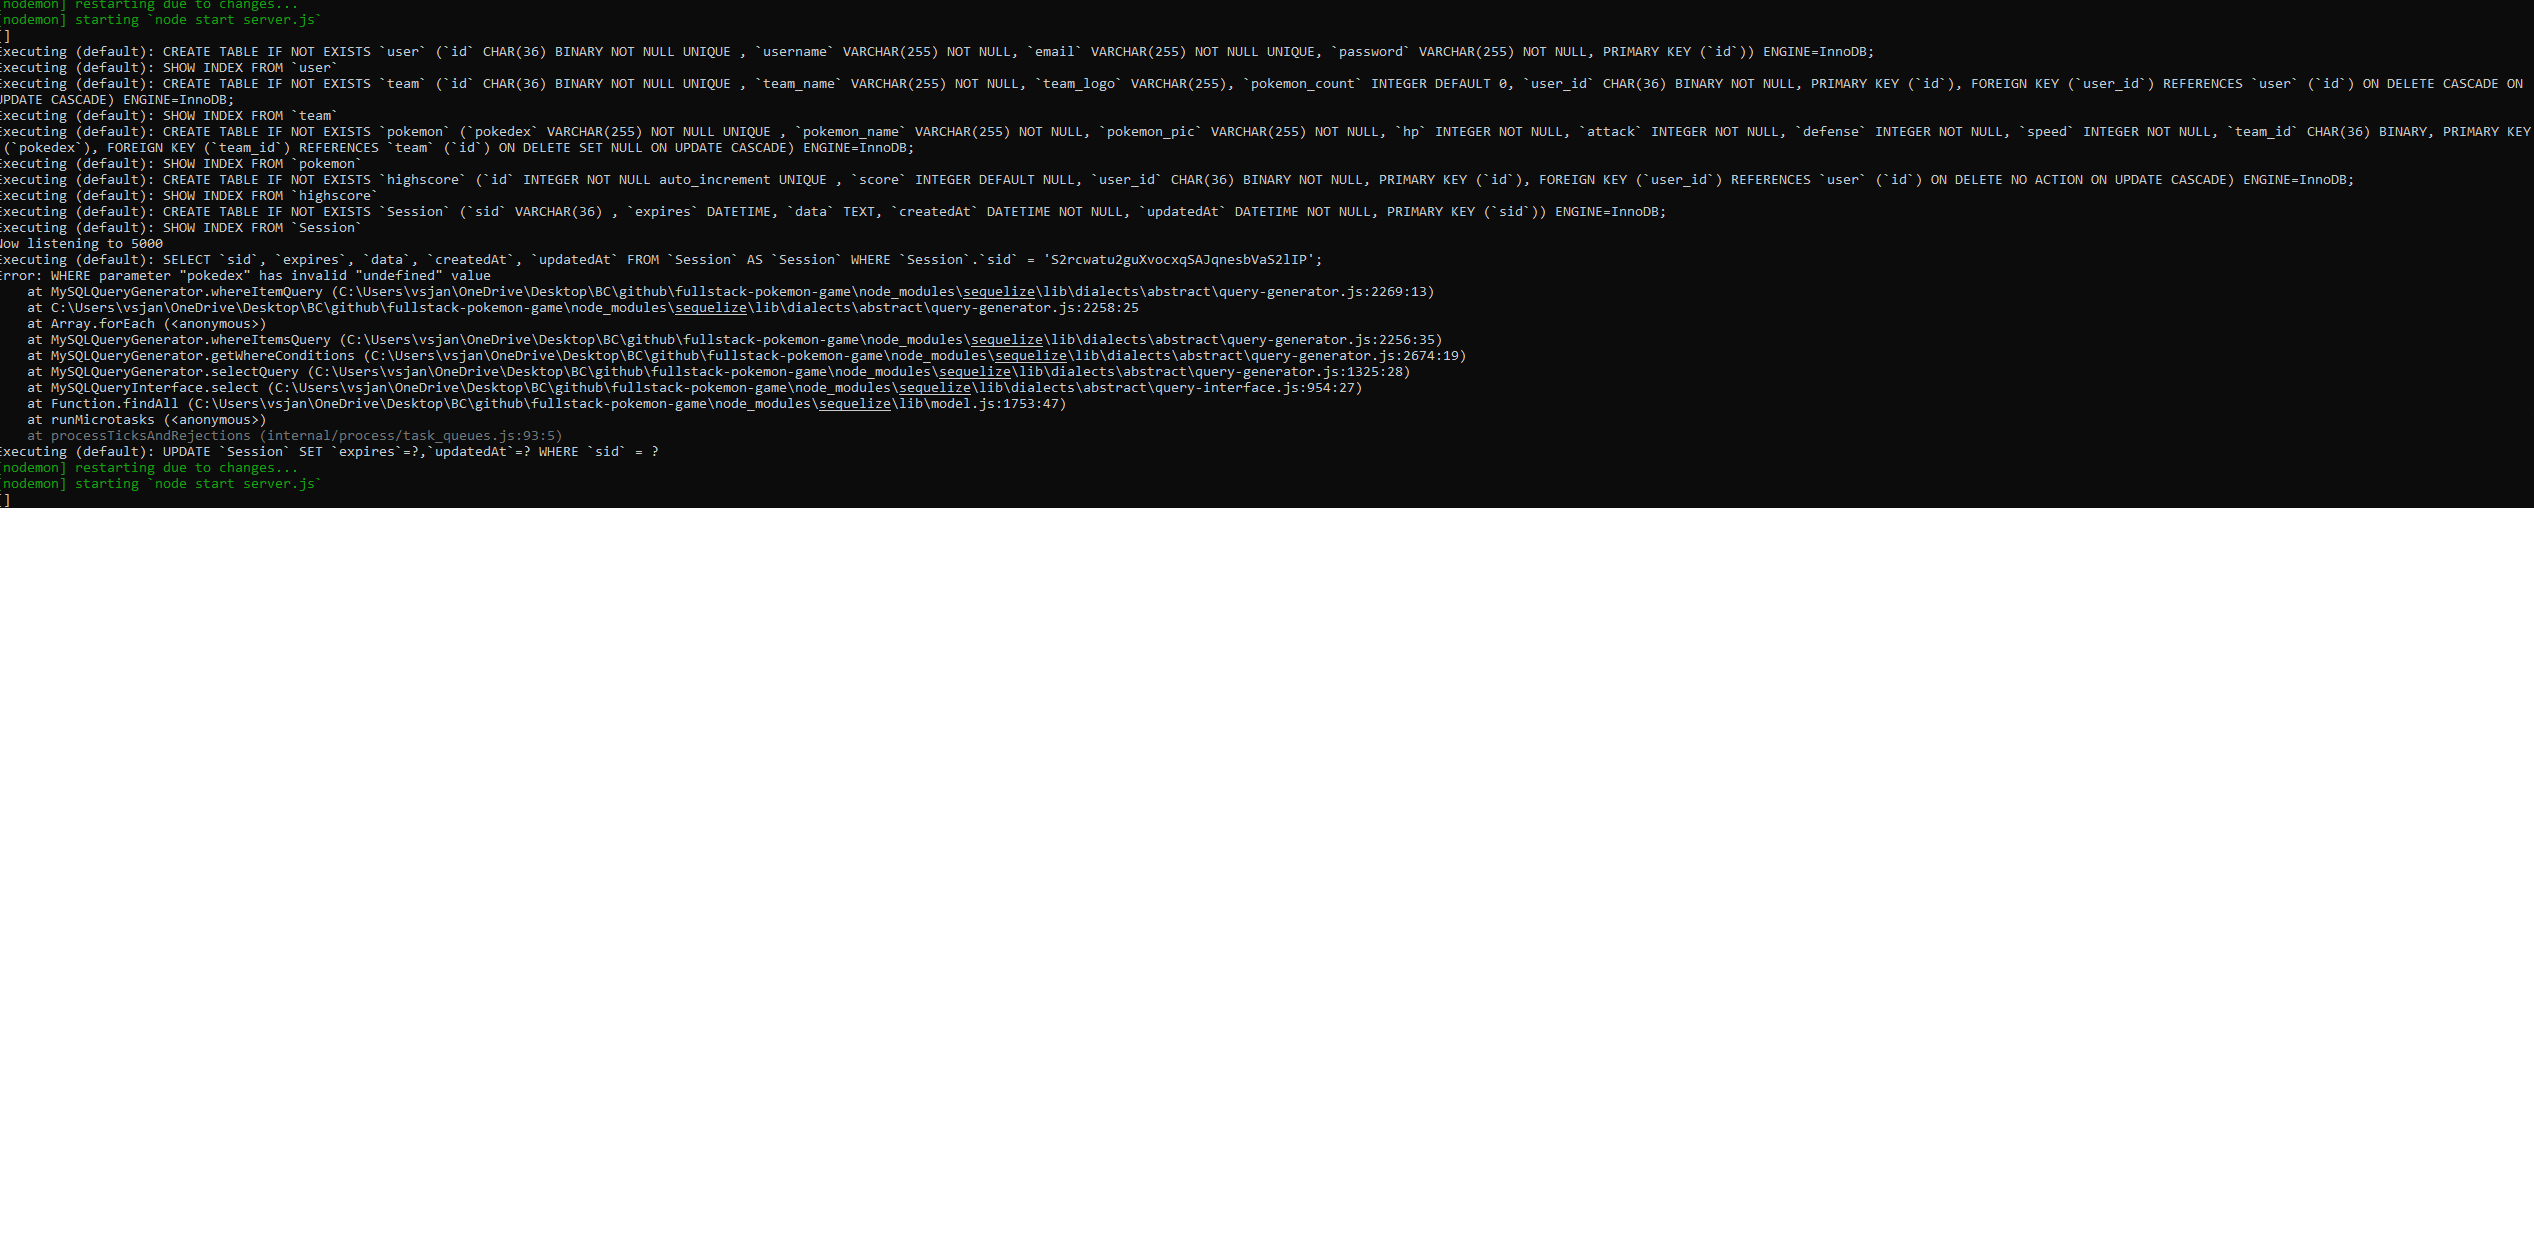 [nodemon] restarting due to changes...
[nodemon] starting `node start server.js`
[]
Executing (default): CREATE TABLE IF NOT EXISTS `user` (`id` CHAR(36) BINARY NOT NULL UNIQUE , `username` VARCHAR(255) NOT NULL, `email` VARCHAR(255) NOT NULL UNIQUE, `password` VARCHAR(255) NOT NULL, PRIMARY KEY (`id`)) ENGINE=InnoDB;
Executing (default): SHOW INDEX FROM `user`
Executing (default): CREATE TABLE IF NOT EXISTS `team` (`id` CHAR(36) BINARY NOT NULL UNIQUE , `team_name` VARCHAR(255) NOT NULL, `team_logo` VARCHAR(255), `pokemon_count` INTEGER DEFAULT 0, `user_id` CHAR(36) BINARY NOT NULL, PRIMARY KEY (`id`), FOREIGN KEY (`user_id`) REFERENCES `user` (`id`) ON DELETE CASCADE ON
UPDATE CASCADE) ENGINE=InnoDB;
Executing (default): SHOW INDEX FROM `team`
Executing (default): CREATE TABLE IF NOT EXISTS `pokemon` (`pokedex` VARCHAR(255) NOT NULL UNIQUE , `pokemon_name` VARCHAR(255) NOT NULL, `pokemon_pic` VARCHAR(255) NOT NULL, `hp` INTEGER NOT NULL, `attack` INTEGER NOT NULL, `defense` INTEGER NOT NULL, `speed` INTEGER NOT NULL, `team_id` CHAR(36) BINARY, PRIMARY KEY
(`pokedex`), FOREIGN KEY (`team_id`) REFERENCES `team` (`id`) ON DELETE SET NULL ON UPDATE CASCADE) ENGINE=InnoDB;
Executing (default): SHOW INDEX FROM `pokemon`
Executing (default): CREATE TABLE IF NOT EXISTS `highscore` (`id` INTEGER NOT NULL auto_increment UNIQUE , `score` INTEGER DEFAULT NULL, `user_id` CHAR(36) BINARY NOT NULL, PRIMARY KEY (`id`), FOREIGN KEY (`user_id`) REFERENCES `user` (`id`) ON DELETE NO ACTION ON UPDATE CASCADE) ENGINE=InnoDB;
Executing (default): SHOW INDEX FROM `highscore`
Executing (default): CREATE TABLE IF NOT EXISTS `Session` (`sid` VARCHAR(36) , `expires` DATETIME, `data` TEXT, `createdAt` DATETIME NOT NULL, `updatedAt` DATETIME NOT NULL, PRIMARY KEY (`sid`)) ENGINE=InnoDB;
Executing (default): SHOW INDEX FROM `Session`
Now listening to 5000
Executing (default): SELECT `sid`, `expires`, `data`, `createdAt`, `updatedAt` FROM `Session` AS `Session` WHERE `Session`.`sid` = 'S2rcwatu2guXvocxqSAJqnesbVaS2lIP';
Error: WHERE parameter "pokedex" has invalid "undefined" value
at MySQLQueryGenerator.whereItemQuery (C:\Users\vsjan\OneDrive\Desktop\BC\github\fullstack-pokemon-game\node_modules\sequelize\lib\dialects\abstract\query-generator.js:2269:13)
at C:\Users\vsjan\OneDrive\Desktop\BC\github\fullstack-pokemon-game\node_modules\sequelize\lib\dialects\abstract\query-generator.js:2258:25
at Array.forEach (<anonymous>)
at MySQLQueryGenerator.whereItemsQuery (C:\Users\vsjan\OneDrive\Desktop\BC\github\fullstack-pokemon-game\node_modules\sequelize\lib\dialects\abstract\query-generator.js:2256:35)
at MySQLQueryGenerator.getWhereConditions (C:\Users\vsjan\OneDrive\Desktop\BC\github\fullstack-pokemon-game\node_modules\sequelize\lib\dialects\abstract\query-generator.js:2674:19)
at MySQLQueryGenerator.selectQuery (C:\Users\vsjan\OneDrive\Desktop\BC\github\fullstack-pokemon-game\node_modules\sequelize\lib\dialects\abstract\query-generator.js:1325:28)
at MySQLQueryInterface.select (C:\Users\vsjan\OneDrive\Desktop\BC\github\fullstack-pokemon-game\node_modules\sequelize\lib\dialects\abstract\query-interface.js:954:27)
at Function.findAll (C:\Users\vsjan\OneDrive\Desktop\BC\github\fullstack-pokemon-game\node_modules\sequelize\lib\model.js:1753:47)
at runMicrotasks (<anonymous>)
at processTicksAndRejections (internal/process/task_queues.js:93:5)
Executing (default): UPDATE `Session` SET `expires`=?,`updatedAt`=? WHERE `sid` = ?
[nodemon] restarting due to changes...
[nodemon] starting `node start server.js`
[]